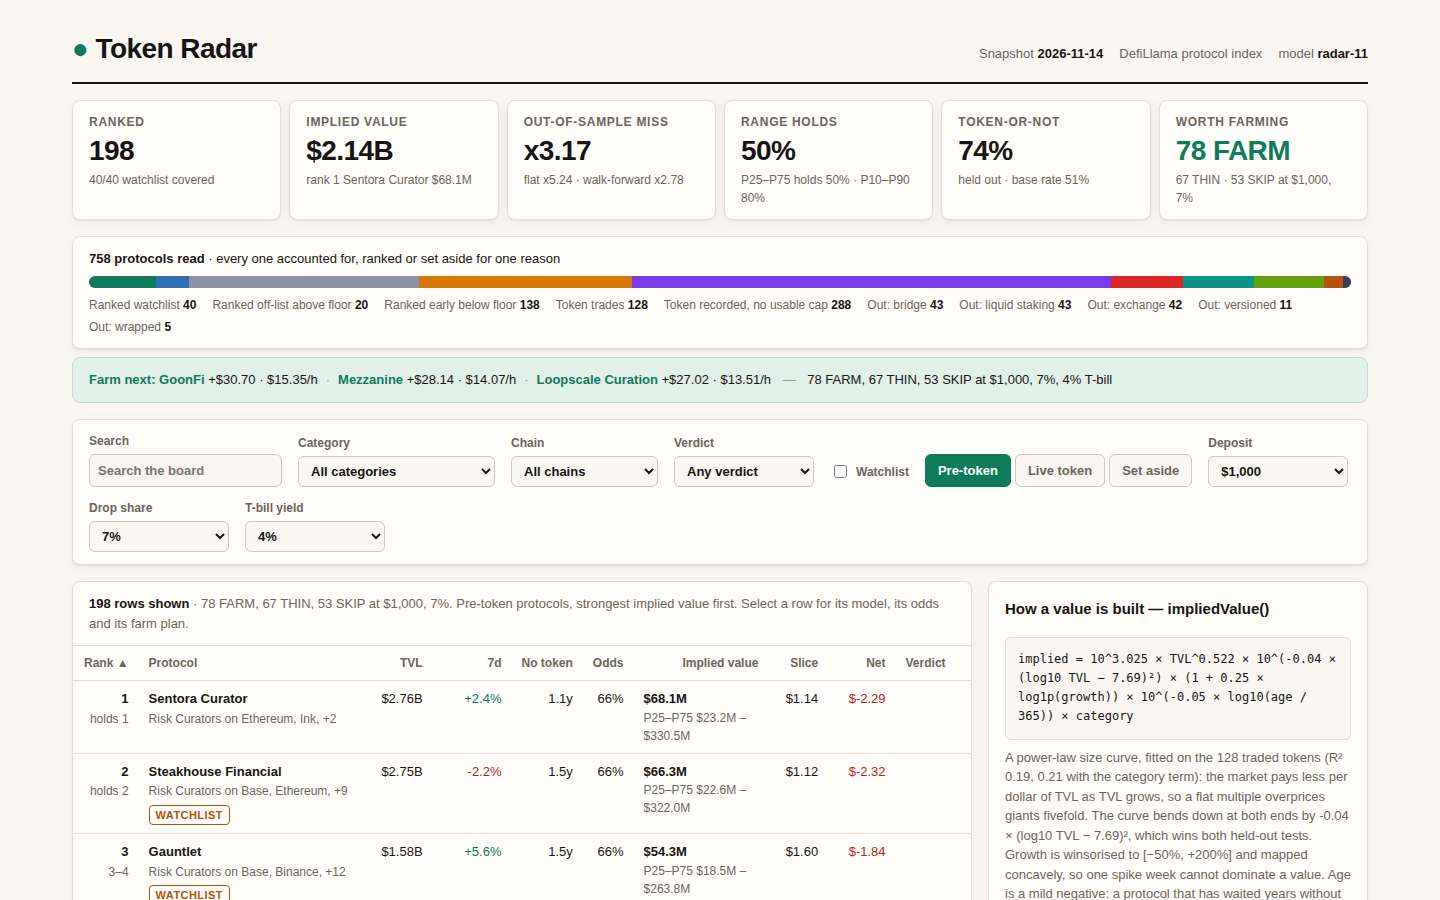 Token Radar
Snapshot 2026-11-14 DefiLlama protocol index model radar-11
RANKED
198
40/40 watchlist covered
IMPLIED VALUE
$2.14B
rank 1 Sentora Curator $68.1M
OUT-OF-SAMPLE MISS
x3.17
flat x5.24 · walk-forward x2.78
RANGE HOLDS
50%
P25–P75 holds 50% · P10–P90
80%
TOKEN-OR-NOT
74%
held out · base rate 51%
WORTH FARMING
78 FARM
67 THIN · 53 SKIP at $1,000,
7%
758 protocols read · every one accounted for, ranked or set aside for one reason
Ranked watchlist 40 Ranked off-list above floor 20 Ranked early below floor 138 Token trades 128 Token recorded, no usable cap 288 Out: bridge 43 Out: liquid staking 43 Out: exchange 42 Out: versioned 11
Out: wrapped 5
Farm next: GoonFi +$30.70 · $15.35/h · Mezzanine +$28.14 · $14.07/h · Loopscale Curation +$27.02 · $13.51/h — 78 FARM, 67 THIN, 53 SKIP at $1,000, 7%, 4% T-bill
Search
Search the board
Category
All categories
Chain
All chains
Verdict
Any verdict
Watchlist
Pre-token
Live token
Set aside
Deposit
$1,000
Drop share
7%
T-bill yield
4%
198 rows shown · 78 FARM, 67 THIN, 53 SKIP at $1,000, 7%. Pre-token protocols, strongest implied value first. Select a row for its model, its odds
and its farm plan.
Rank ▲ Protocol TVL 7d No token Odds Implied value Slice Net Verdict
1 Sentora Curator $2.76B +2.4% 1.1y 66% $68.1M $1.14 $-2.29
holds 1 Risk Curators on Ethereum, Ink, +2 P25–P75 $23.2M –
$330.5M
2 Steakhouse Financial $2.75B -2.2% 1.5y 66% $66.3M $1.12 $-2.32
holds 2 Risk Curators on Base, Ethereum, +9 P25–P75 $22.6M –
$322.0M
WATCHLIST
3 Gauntlet $1.58B +5.6% 1.5y 66% $54.3M $1.60 $-1.84
3–4 Risk Curators on Base, Binance, +12 P25–P75 $18.5M –
$263.8M
WATCHLIST
How a value is built — impliedValue()
implied = 10^3.025 × TVL^0.522 × 10^(-0.04 ×
(log10 TVL − 7.69)²) × (1 + 0.25 ×
log1p(growth)) × 10^(-0.05 × log10(age /
365)) × category
A power-law size curve, fitted on the 128 traded tokens (R²
0.19, 0.21 with the category term): the market pays less per
dollar of TVL as TVL grows, so a flat multiple overprices
giants fivefold. The curve bends down at both ends by -0.04
× (log10 TVL − 7.69)², which wins both held-out tests.
Growth is winsorised to [−50%, +200%] and mapped
concavely, so one spike week cannot dominate a value. Age
is a mild negative: a protocol that has waited years without